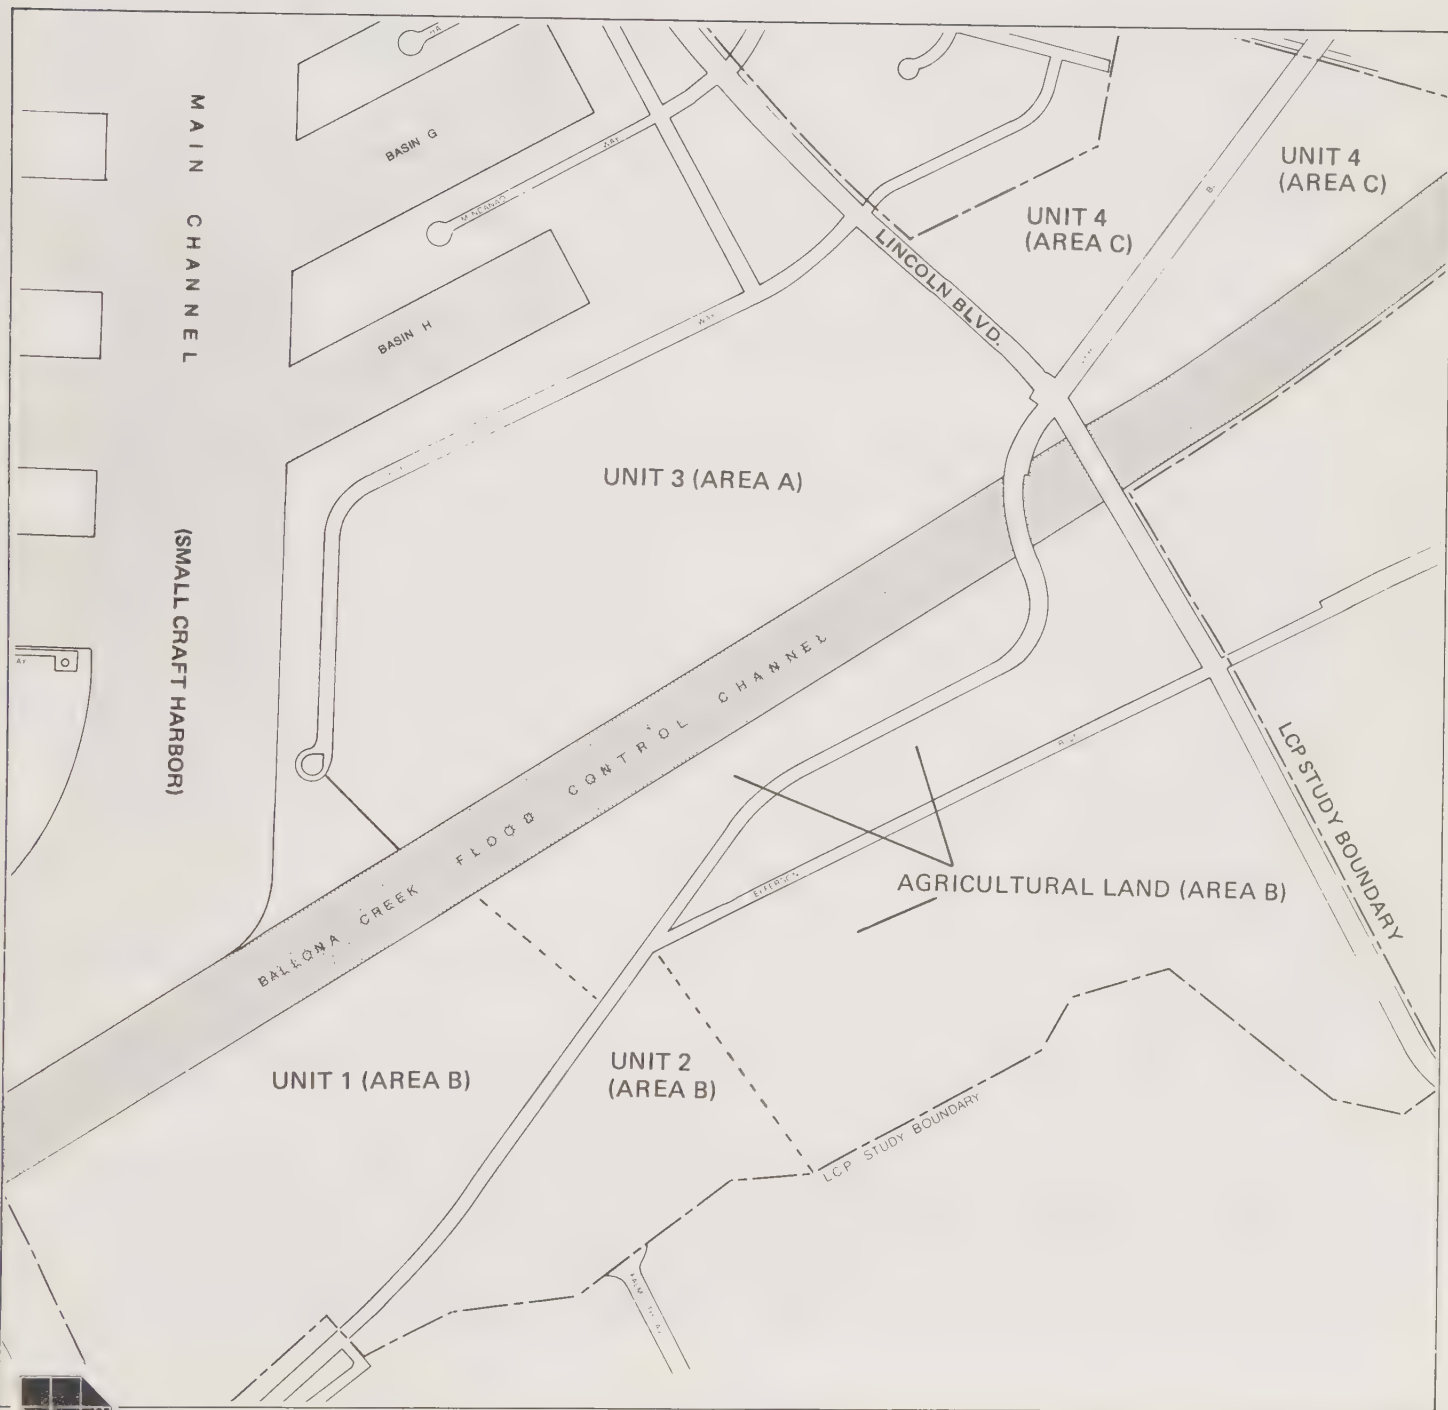 MAIN CHANNEL
(SMALL CRAFT HARBOR)
BASIN G
WAY
BASIN H
WAY
UNIT 4
(AREA C)
UNIT 4
(AREA C)
LINCOLN BLVD.
UNIT 3 (AREA A)
BALLONA CREEK FLOOD CONTROL CHANNEL
LCP STUDY BOUNDARY
AGRICULTURAL LAND (AREA B)
UNIT 1 (AREA B)
UNIT 2
(AREA B)
LCP STUDY BOUNDARY